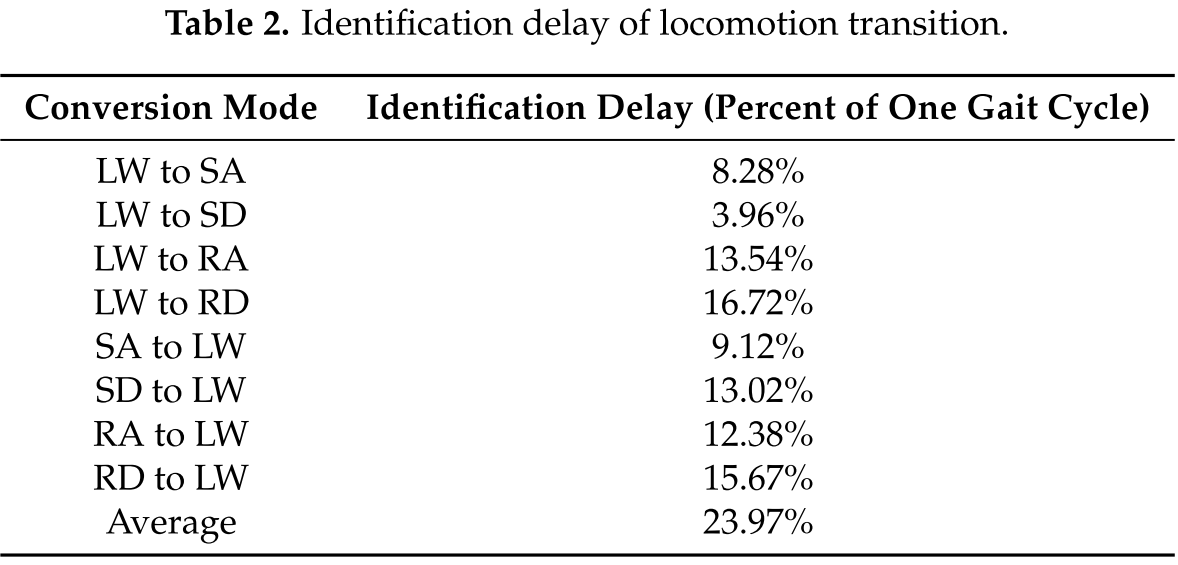 Table 2. Identification delay of locomotion transition.
Conversion Mode Identification Delay (Percent of One Gait Cycle)
LW to SA 8.28%
LW to SD 3.96%
LW to RA 13.54%
LW to RD 16.72%
SA to LW 9.12%
SD to LW 13.02%
RA to LW 12.38%
RD to LW 15.67%
Average 23.97%